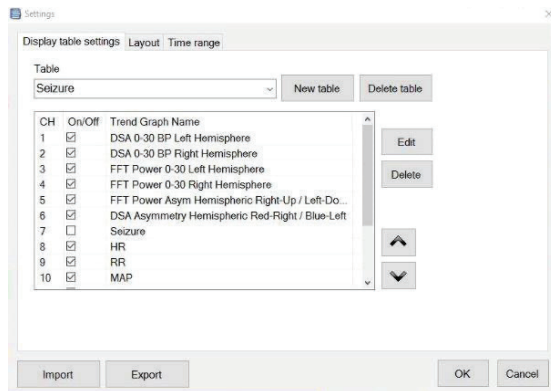 Settings
Display table settings Layout Time range
Table
Seizure New table Delete table
CH On/Off Trend Graph Name
1 DSA 0-30 BP Left Hemisphere
2 DSA 0-30 BP Right Hemisphere
3 FFT Power 0-30 Left Hemisphere
4 FFT Power 0-30 Right Hemisphere
5 FFT Power Asym Hemispheric Right-Up / Left-Do...
6 DSA Asymmetry Hemispheric Red-Right / Blue-Left
7 Seizure
8 HR
9 RR
10 MAP
Edit
Delete
Import Export OK Cancel